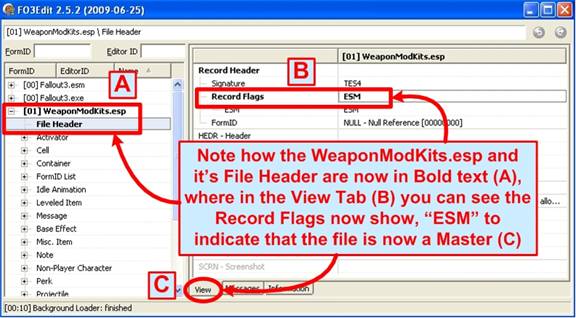 FO3Edit 2.5.2 (2009-06-25)
[01] WeaponModKits.esp \ File Header
FormID
Editor ID
FormID EditorID Name
[00] Fallout3.esm
[00] Fallout3.exe
[01] WeaponModKits.esp
File Header
Activator
Cell
Container
FormID List
Idle Animation
Leveled Item
Message
Base Effect
Misc. Item
Note
Non-Player Character
Perk
Projectile
A
B
[01] WeaponModKits.esp
Record Header
Signature TES4
Record Flags ESM
ESM ESM
FormID NULL - Null Reference [00000000]
HEDR - Header
Note how the WeaponModKits.esp and
it's File Header are now in Bold text (A),
where in the View Tab (B) you can see the
Record Flags now show, “ESM” to
indicate that the file is now a Master (C)
allo...
SCRN - Screenshot
C
View Messages Information
[00:10] Background Loader: finished